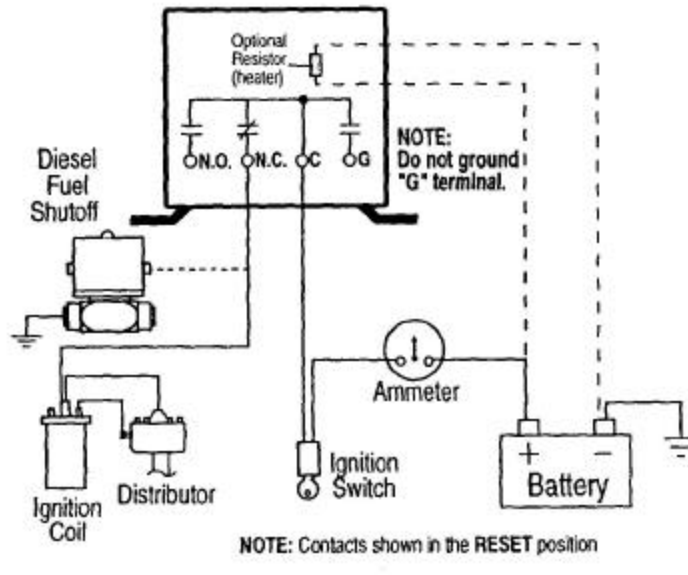 Optional
Resistor
(heater)
N.O.
N.C.
C
G
NOTE:
Do not ground
"G" terminal.
Diesel
Fuel
Shutoff
Ammeter
Ignition
Coil
Distributor
Ignition
Switch
+ −
Battery
NOTE: Contacts shown in the RESET position